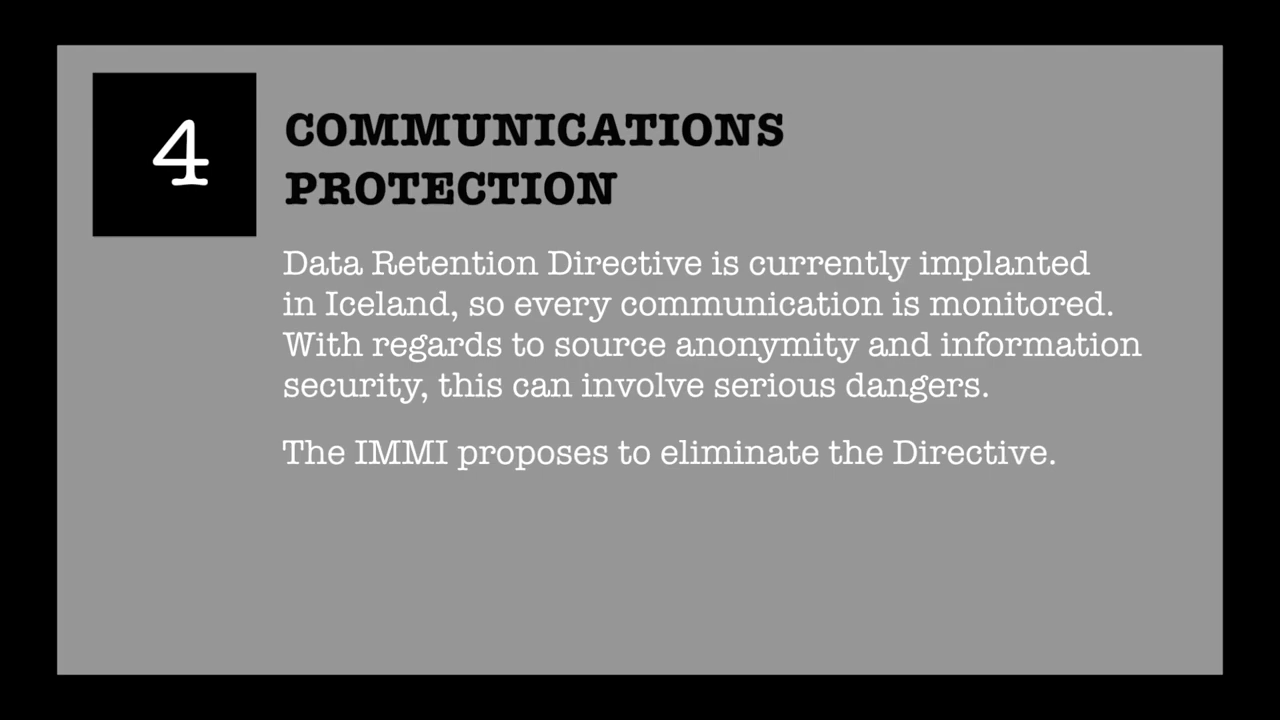 4
COMMUNICATIONS
PROTECTION
Data Retention Directive is currently implanted
in Iceland, so every communication is monitored.
With regards to source anonymity and information
security, this can involve serious dangers.
The IMMI proposes to eliminate the Directive.